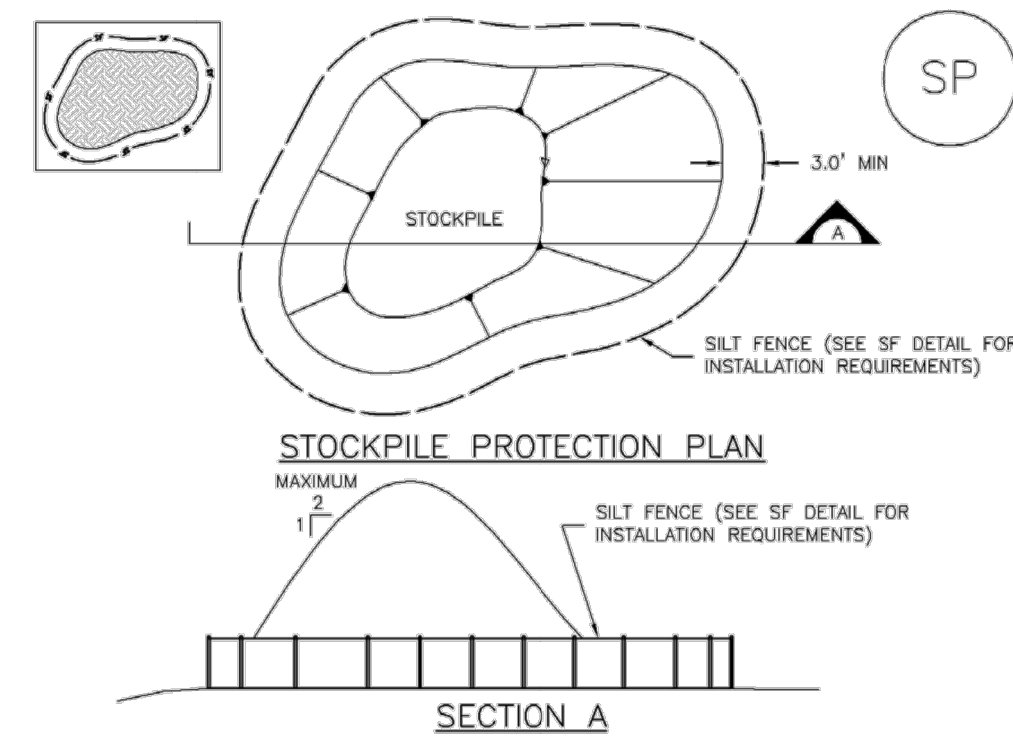 SP
3.0' MIN
STOCKPILE
A
SILT FENCE (SEE SF DETAIL FOR
INSTALLATION REQUIREMENTS)
STOCKPILE PROTECTION PLAN
MAXIMUM
2
1
SILT FENCE (SEE SF DETAIL FOR
INSTALLATION REQUIREMENTS)
SECTION A